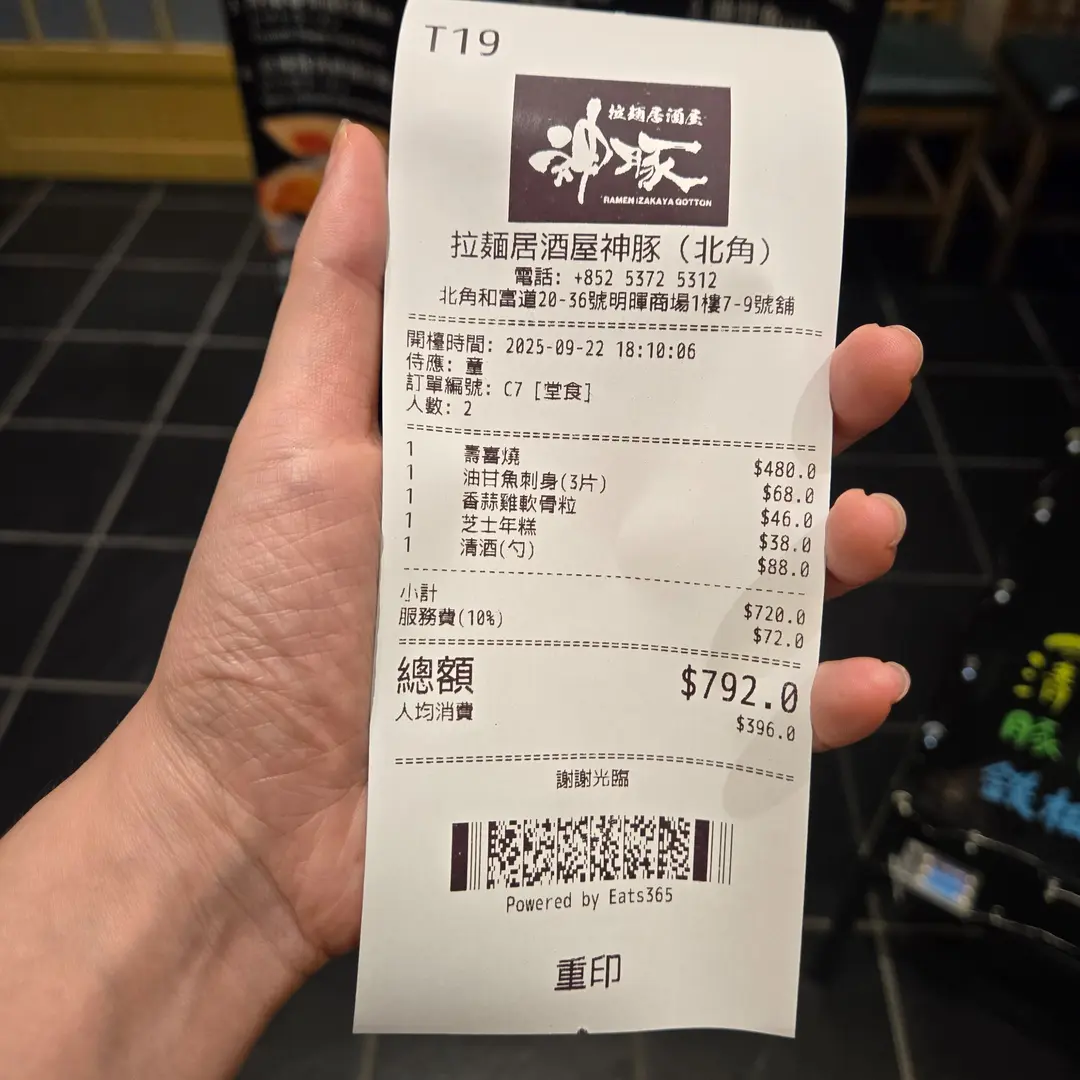 T19
拉麺居酒屋
神豚
RAMEN IZAKAYA GOTTON
拉麺居酒屋神豚（北角）
電話: +852 5372 5312
北角和富道20-36號明暉商場1樓7-9號舖
開檯時間: 2025-09-22 18:10:06
侍應: 童
訂單編號: C7 [堂食]
人數: 2
1 壽喜燒 $480.0
1 油甘魚刺身(3片) $68.0
1 香蒜雞軟骨粒 $46.0
1 芝士年糕 $38.0
1 清酒(勺) $88.0
小計 $720.0
服務費(10%) $72.0
總額 $792.0
人均消費 $396.0
謝謝光臨
Powered by Eats365
重印